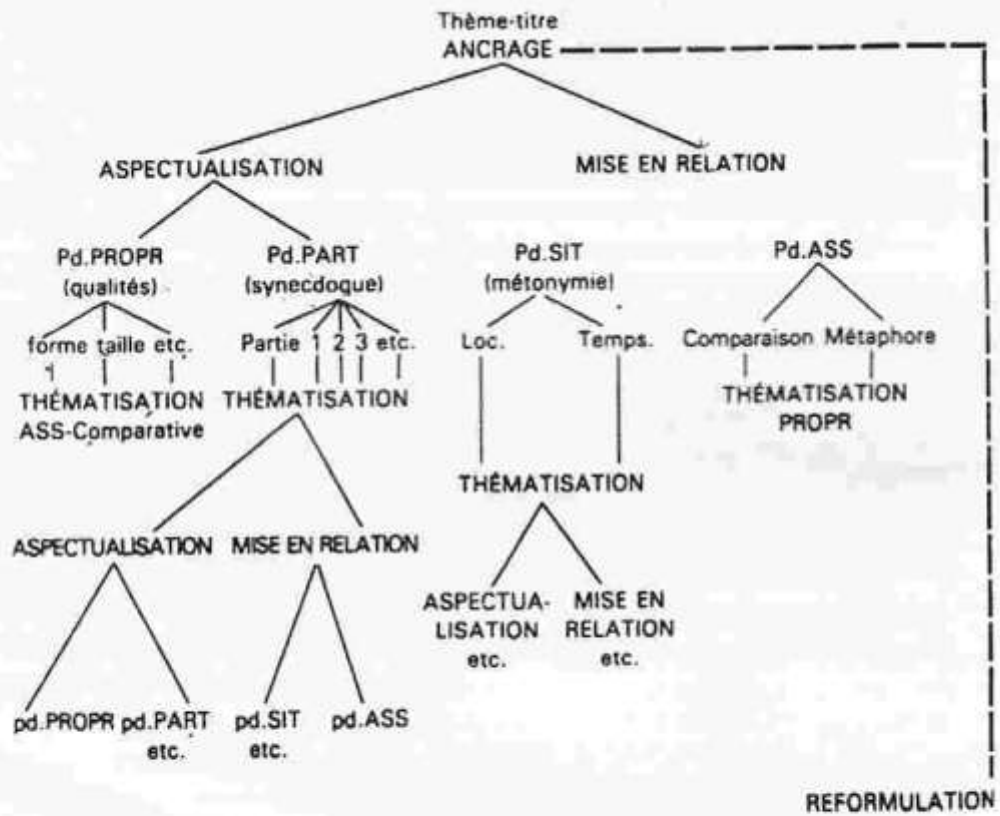 Thème-titre
ANCRAGE
ASPECTUALISATION MISE EN RELATION
Pd.PROPR Pd.PART Pd.SIT Pd.ASS
(qualités) (synecdoque) (métonymie)
forme taille etc. Partie 1 2 3 etc. Loc. Temps. Comparaison Métaphore
THÉMATISATION THÉMATISATION THÉMATISATION
ASS-Comparative PROPR
THÉMATISATION
ASPECTUALISATION MISE EN RELATION
ASPECTUA- MISE EN
LISATION RELATION
etc. etc.
pd.PROPR pd.PART pd.SIT pd.ASS
etc. etc.
REFORMULATION